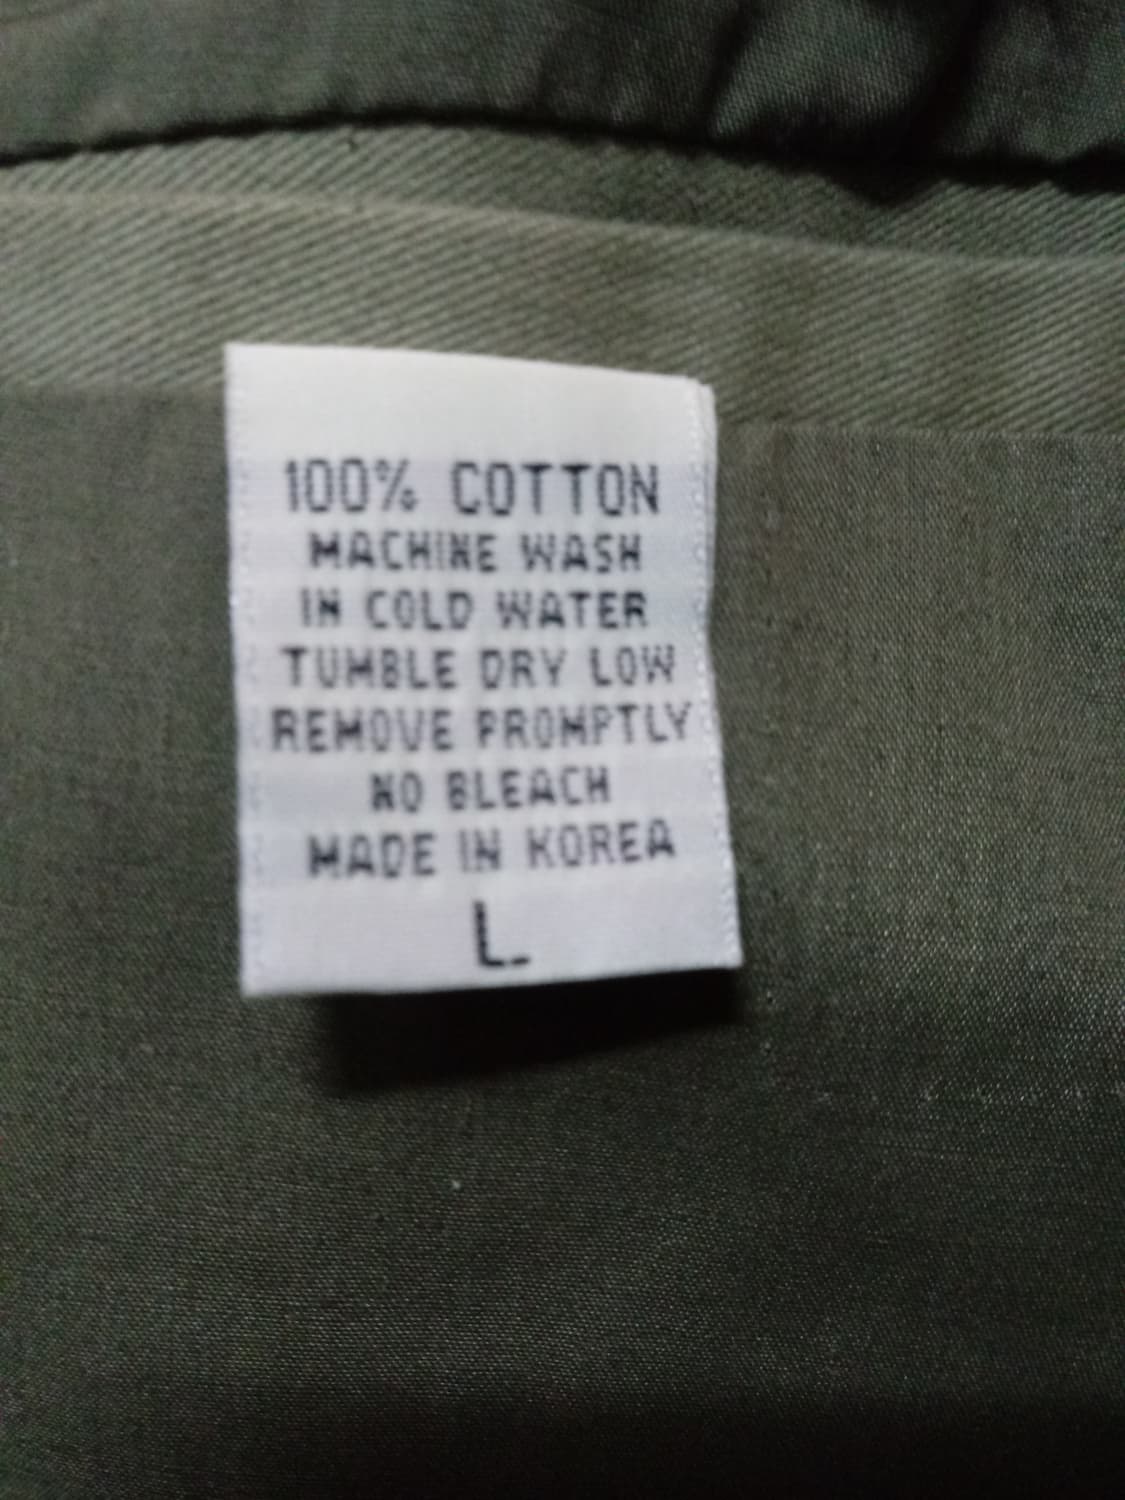 100% COTTON
MACHINE WASH
IN COLD WATER
TUMBLE DRY LOW
REMOVE PROMPTLY
NO BLEACH
MADE IN KOREA
L